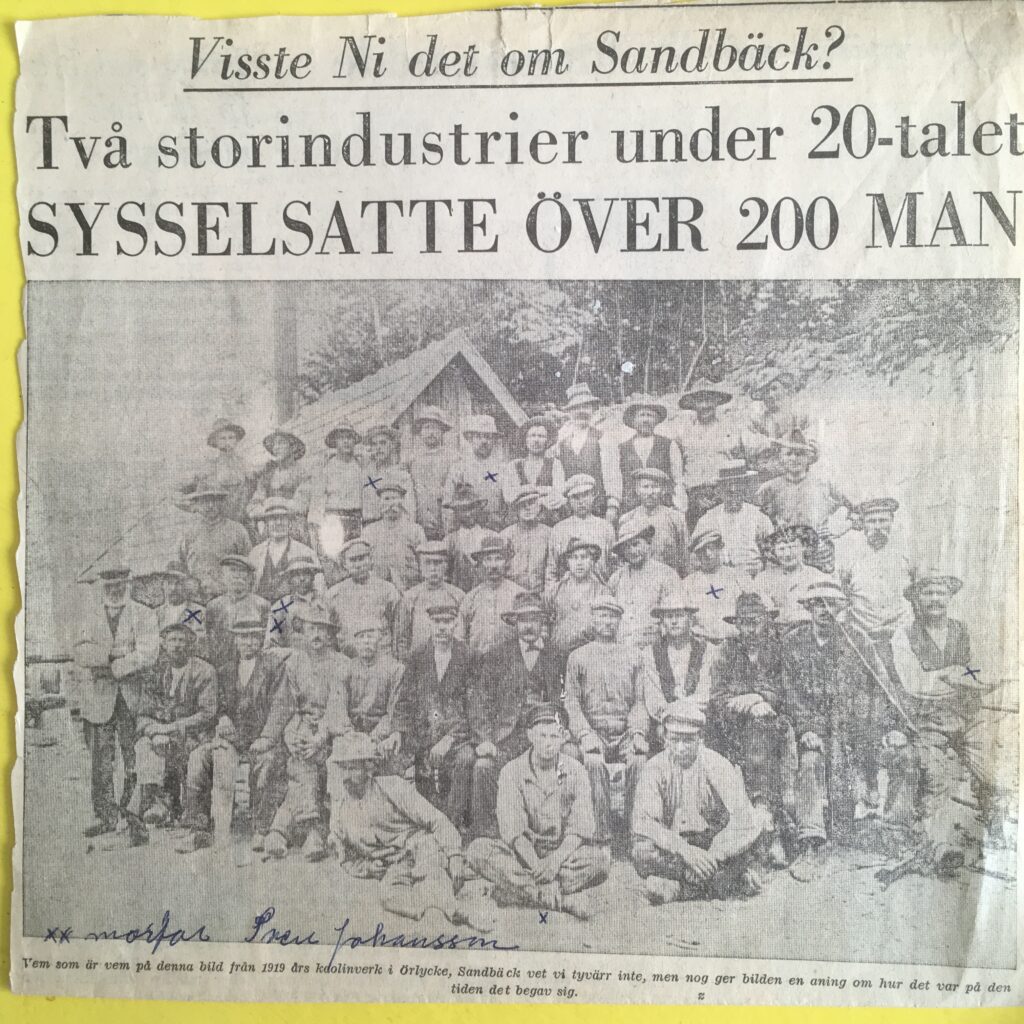 Visste Ni det om Sandbäck?
Två storindustrier under 20-talet
SYSSELSATTE ÖVER 200 MAN
xx morfar Sven Johansson
Vem som är vem på denna bild från 1919 års kaolinverk i Örlycke, Sandbäck vet vi tyvärr inte, men nog ger bilden en aning om hur det var på den
tiden det begav sig.